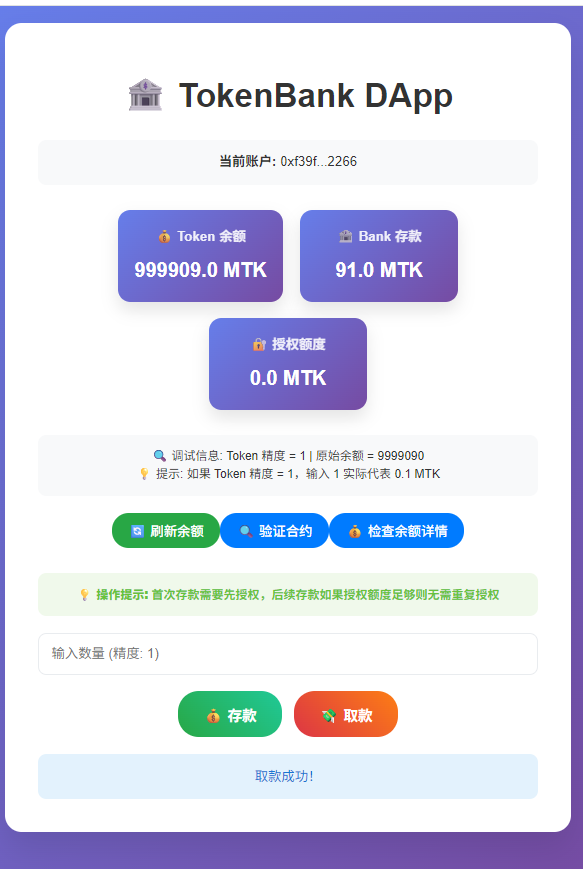 TokenBank DApp
当前账户: 0xf39f...2266
Token 余额
999909.0 MTK
Bank 存款
91.0 MTK
授权额度
0.0 MTK
调试信息: Token 精度 = 1 | 原始余额 = 9999090
提示: 如果 Token 精度 = 1，输入 1 实际代表 0.1 MTK
刷新余额
验证合约
检查余额详情
操作提示: 首次存款需要先授权，后续存款如果授权额度足够则无需重复授权
输入数量 (精度: 1)
存款
取款
取款成功！